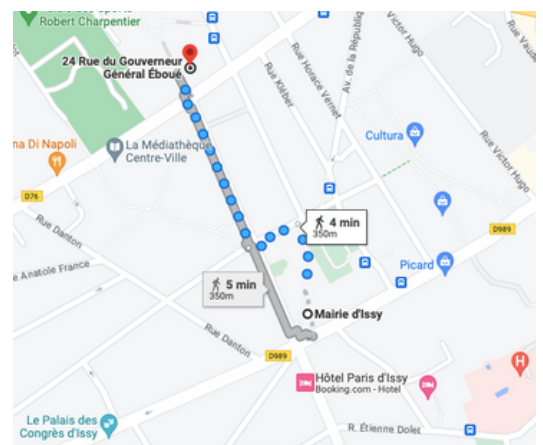 Robert Charpentier
24 Rue du Gouverneur
Général Éboué
Rue Kléber
Rue Horace Vernet
Av. de la République
Victor Hugo
Rue Vaud
Cultura
Rue Victor Hugo
na Di Napoli
La Médiathèque
Centre-Ville
D76
Rue Danton
e Anatole France
4 min
350m
D989
Picard
5 min
350m
Mairie d'Issy
Rue Danton
D989
Hôtel Paris d'Issy
Booking.com - Hotel
H
Le Palais des
Congrès d'Issy
R. Étienne Dolet